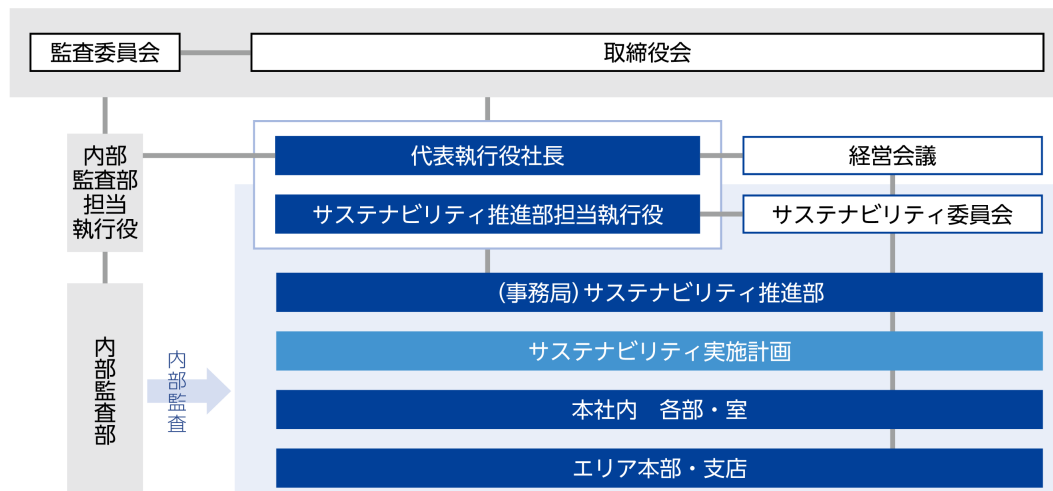 監査委員会
取締役会
内部
監査部
担当
執行役
代表執行役社長
経営会議
サステナビリティ推進部担当執行役
サステナビリティ委員会
(事務局)サステナビリティ推進部
サステナビリティ実施計画
本社内　各部・室
エリア本部・支店
内部監査部
内部監査